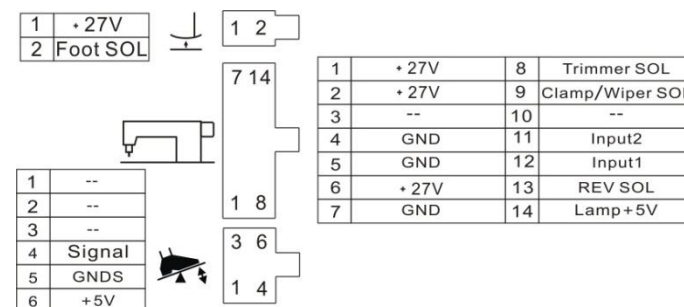 1 +27V
2 Foot SOL
1 2
7 14
1 8
3 6
1 4
1 --
2 --
3 --
4 Signal
5 GNDS
6 +5V
1 +27V 8 Trimmer SOL
2 +27V 9 Clamp/Wiper SOL
3 -- 10 --
4 GND 11 Input2
5 GND 12 Input1
6 +27V 13 REV SOL
7 GND 14 Lamp+5V